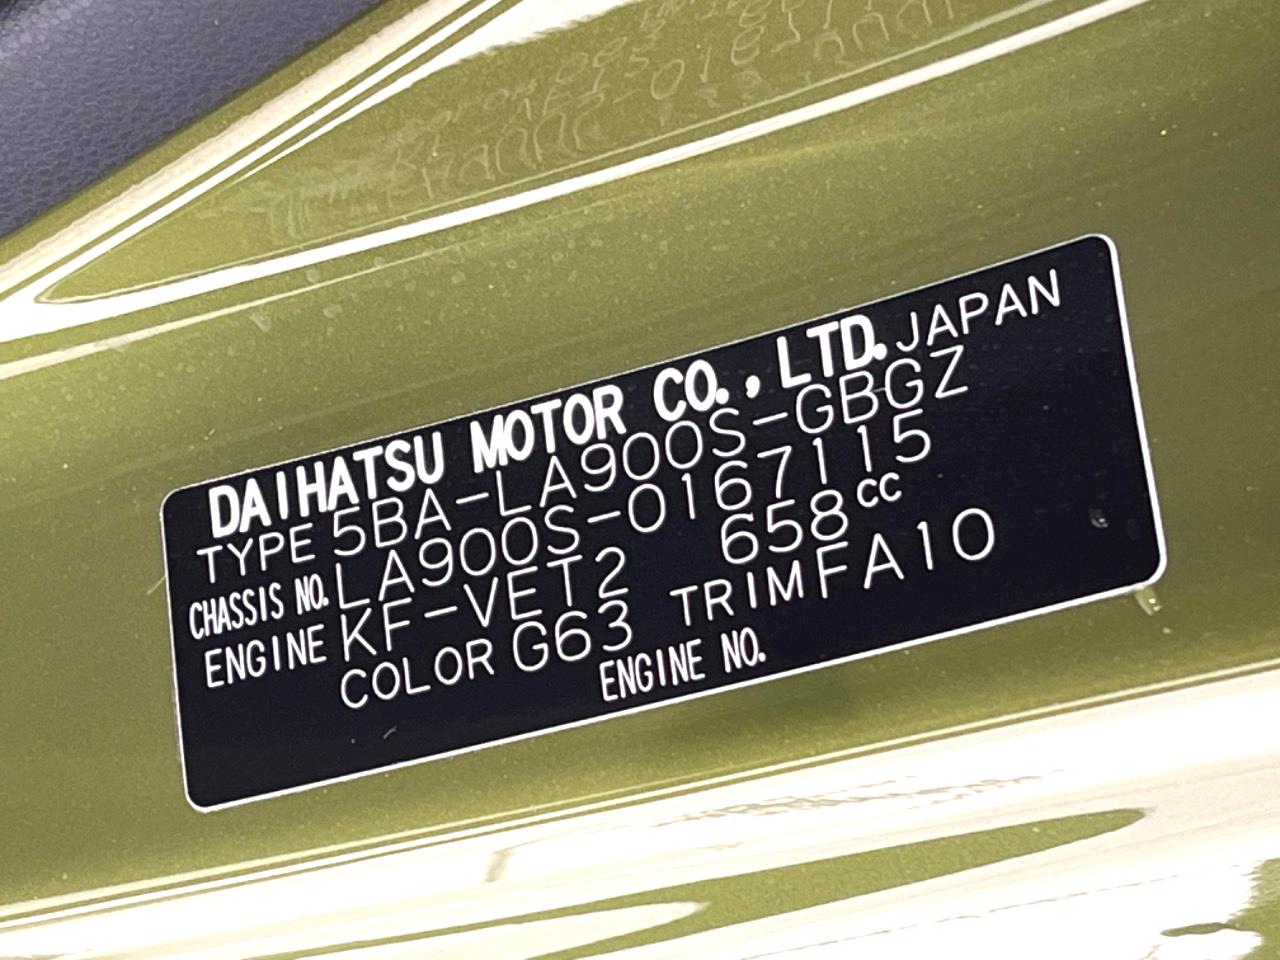 DAIHATSU MOTOR CO., LTD. JAPAN
TYPE 5BA-LA900S-GBGZ
CHASSIS NO. LA900S-0167115
ENGINE KF-VET2 658cc
COLOR G63 TRIM FA10
ENGINE NO.